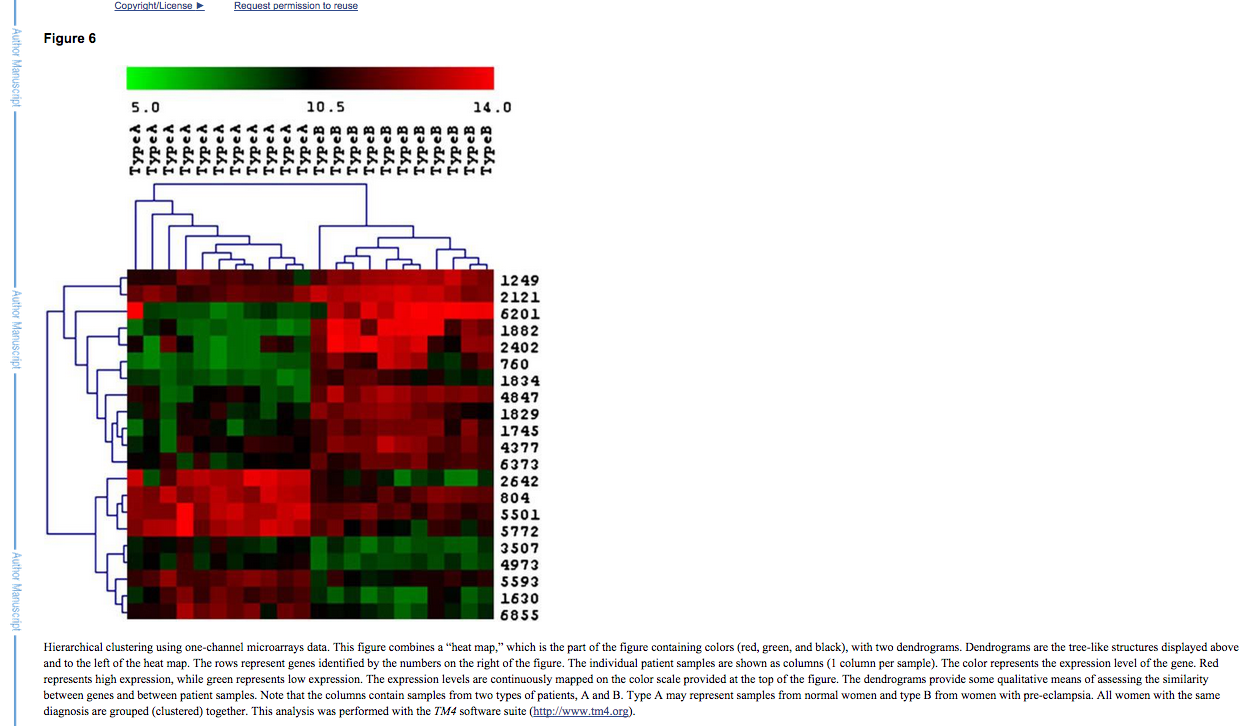 Copyright/License ►
Request permission to reuse
Author Manuscript
Author Manuscript
Author Manuscript
Figure 6
5.0
10.5
14.0
TypeA
TypeA
TypeA
TypeA
TypeA
TypeA
TypeA
TypeA
TypeA
TypeA
TypeA
TypeB
TypeB
TypeB
TypeB
TypeB
TypeB
TypeB
TypeB
TypeB
TypeB
TypeB
1249
2121
6201
1882
2402
760
1834
4847
1829
1745
4377
6373
2642
804
5501
5772
3507
4973
5593
1630
6855
Hierarchical clustering using one-channel microarrays data. This figure combines a “heat map,” which is the part of the figure containing colors (red, green, and black), with two dendrograms. Dendrograms are the tree-like structures displayed above
and to the left of the heat map. The rows represent genes identified by the numbers on the right of the figure. The individual patient samples are shown as columns (1 column per sample). The color represents the expression level of the gene. Red
represents high expression, while green represents low expression. The expression levels are continuously mapped on the color scale provided at the top of the figure. The dendrograms provide some qualitative means of assessing the similarity
between genes and between patient samples. Note that the columns contain samples from two types of patients, A and B. Type A may represent samples from normal women and type B from women with pre-eclampsia. All women with the same
diagnosis are grouped (clustered) together. This analysis was performed with the TM4 software suite (http://www.tm4.org).